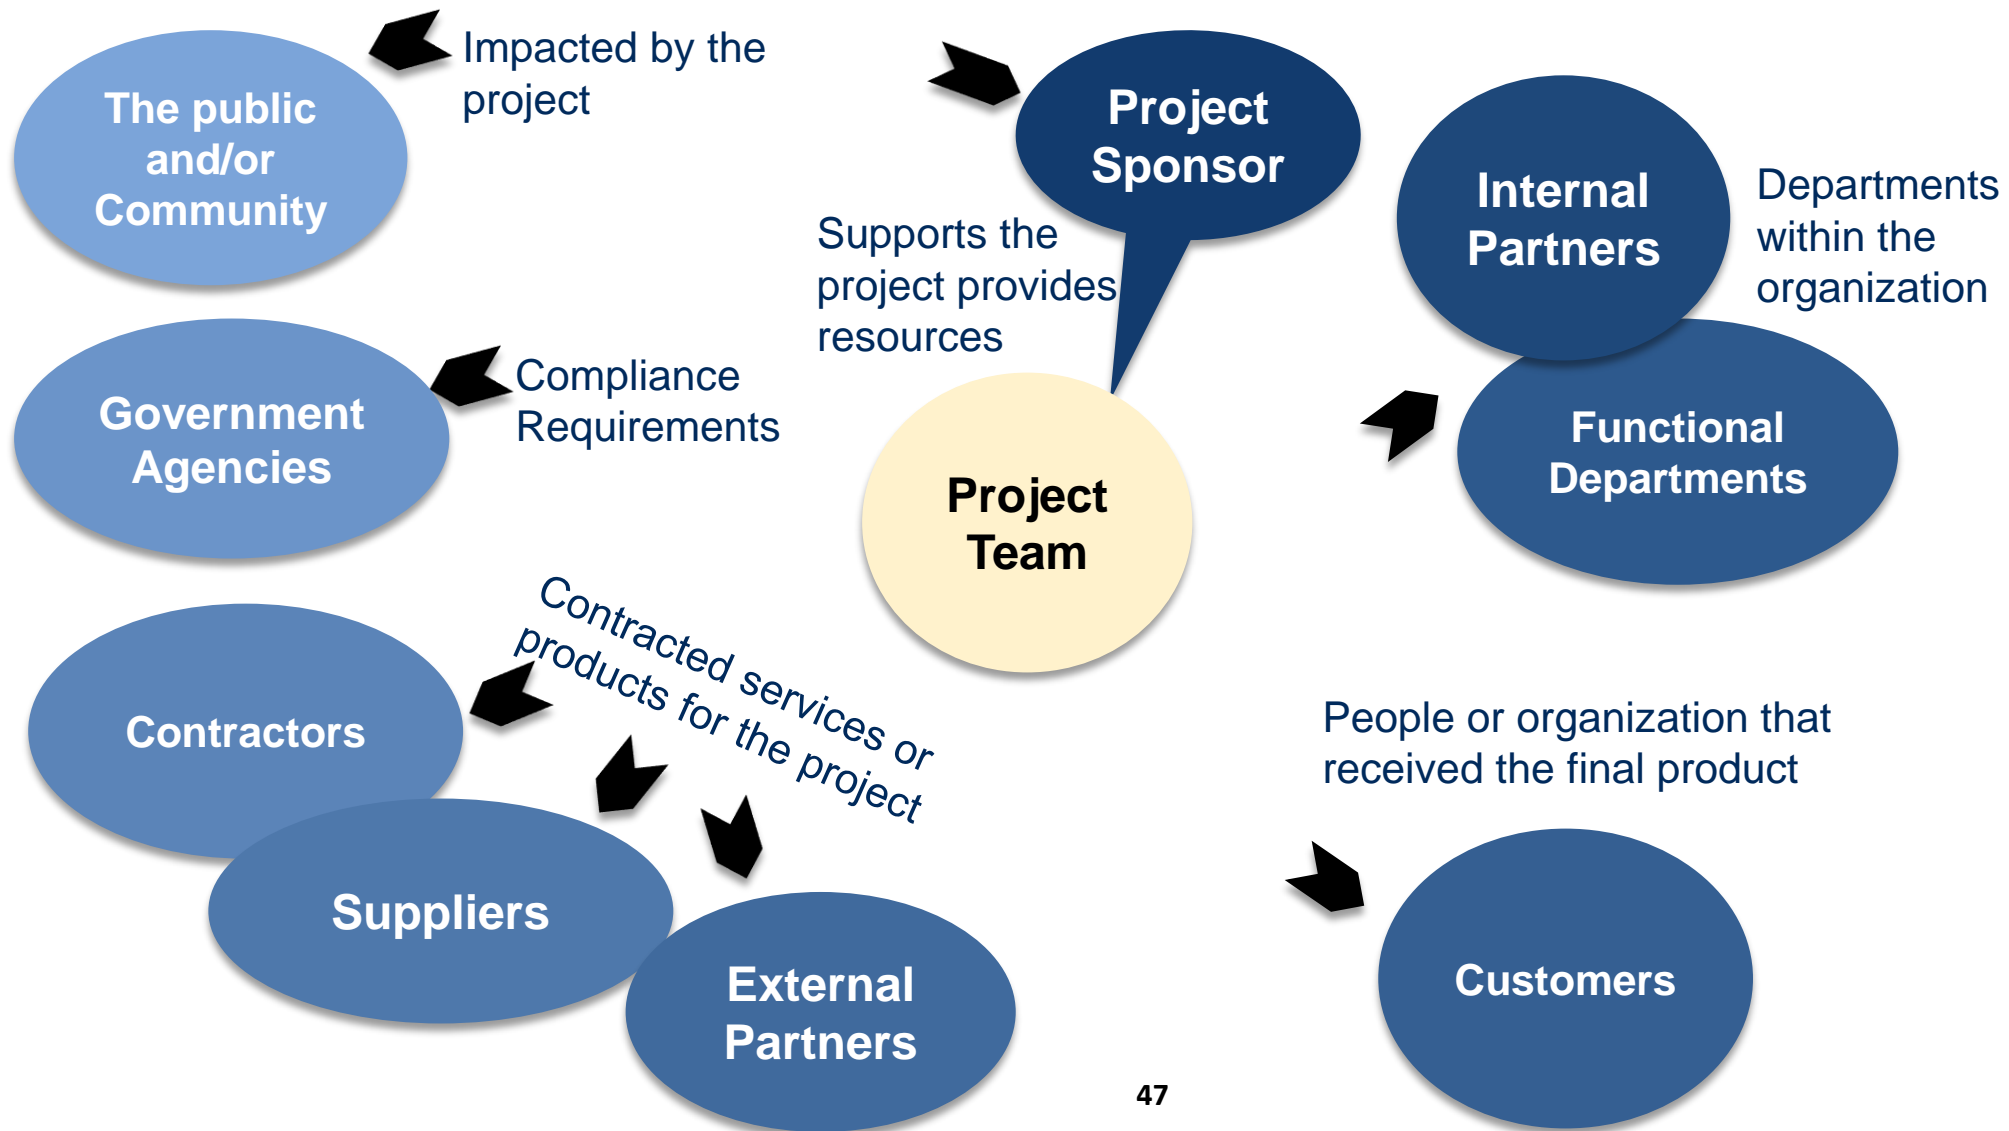 The public
and/or
Community
Impacted by the
project
Project
Sponsor
Supports the
project provides
resources
Internal
Partners
Departments
within the
organization
Government
Agencies
Compliance
Requirements
Project
Team
Functional
Departments
Contractors
Contracted services or
products for the project
Suppliers
External
Partners
People or organization that
received the final product
Customers
47